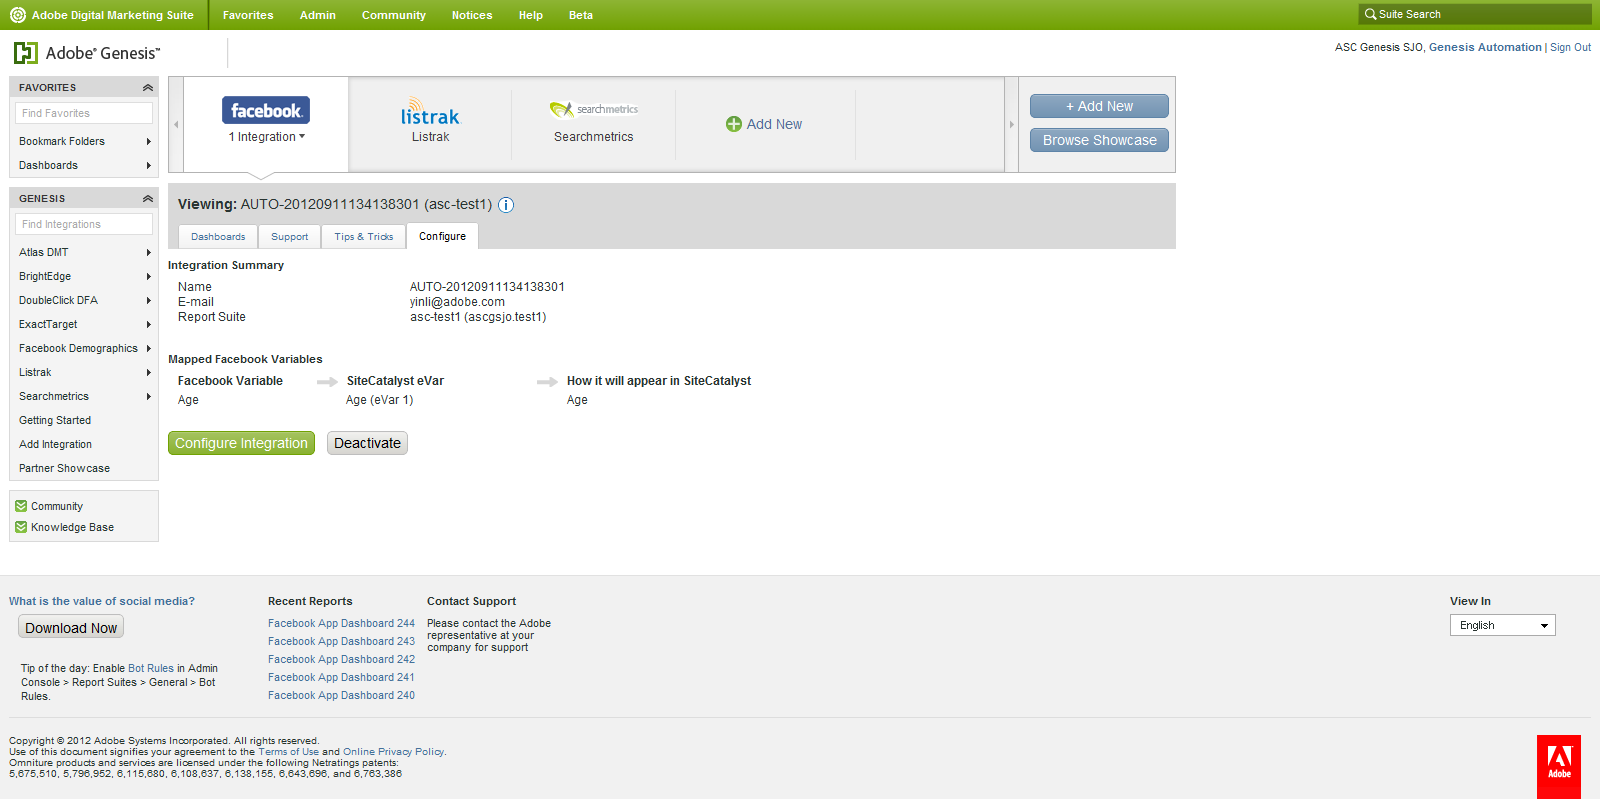 Adobe Digital Marketing Suite Favorites Admin Community Notices Help Beta Suite Search
Adobe® Genesis™
ASC Genesis SJO, Genesis Automation | Sign Out
FAVORITES
Find Favorites
Bookmark Folders
Dashboards
GENESIS
Find Integrations
Atlas DMT
BrightEdge
DoubleClick DFA
ExactTarget
Facebook Demographics
Listrak
Searchmetrics
Getting Started
Add Integration
Partner Showcase
Community
Knowledge Base
facebook.
1 Integration
listrak
Listrak
searchmetrics
Searchmetrics
Add New
+ Add New
Browse Showcase
Viewing: AUTO-20120911134138301 (asc-test1) i
Dashboards Support Tips & Tricks Configure
Integration Summary
Name AUTO-20120911134138301
E-mail yinli@adobe.com
Report Suite asc-test1 (ascgsjo.test1)
Mapped Facebook Variables
Facebook Variable SiteCatalyst eVar How it will appear in SiteCatalyst
Age Age (eVar 1) Age
Configure Integration Deactivate
What is the value of social media?
Download Now
Tip of the day: Enable Bot Rules in Admin
Console > Report Suites > General > Bot
Rules.
Recent Reports
Facebook App Dashboard 244
Facebook App Dashboard 243
Facebook App Dashboard 242
Facebook App Dashboard 241
Facebook App Dashboard 240
Contact Support
Please contact the Adobe
representative at your
company for support
View In
English
Copyright © 2012 Adobe Systems Incorporated. All rights reserved.
Use of this document signifies your agreement to the Terms of Use and Online Privacy Policy.
Omniture products and services are licensed under the following Netratings patents:
5,675,510, 5,796,952, 6,115,680, 6,108,637, 6,138,155, 6,643,696, and 6,763,386
Adobe